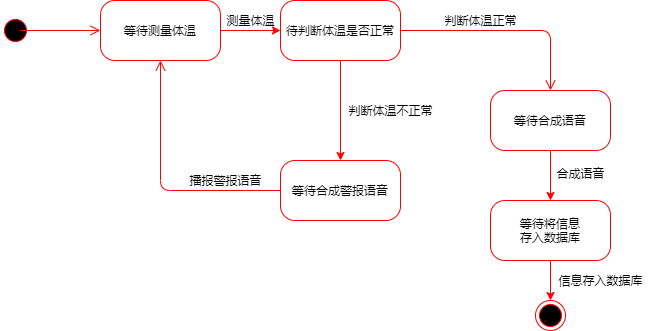 等待测量体温
测量体温
待判断体温是否正常
判断体温正常
判断体温不正常
等待合成语音
播报警报语音
等待合成警报语音
合成语音
等待将信息
存入数据库
信息存入数据库